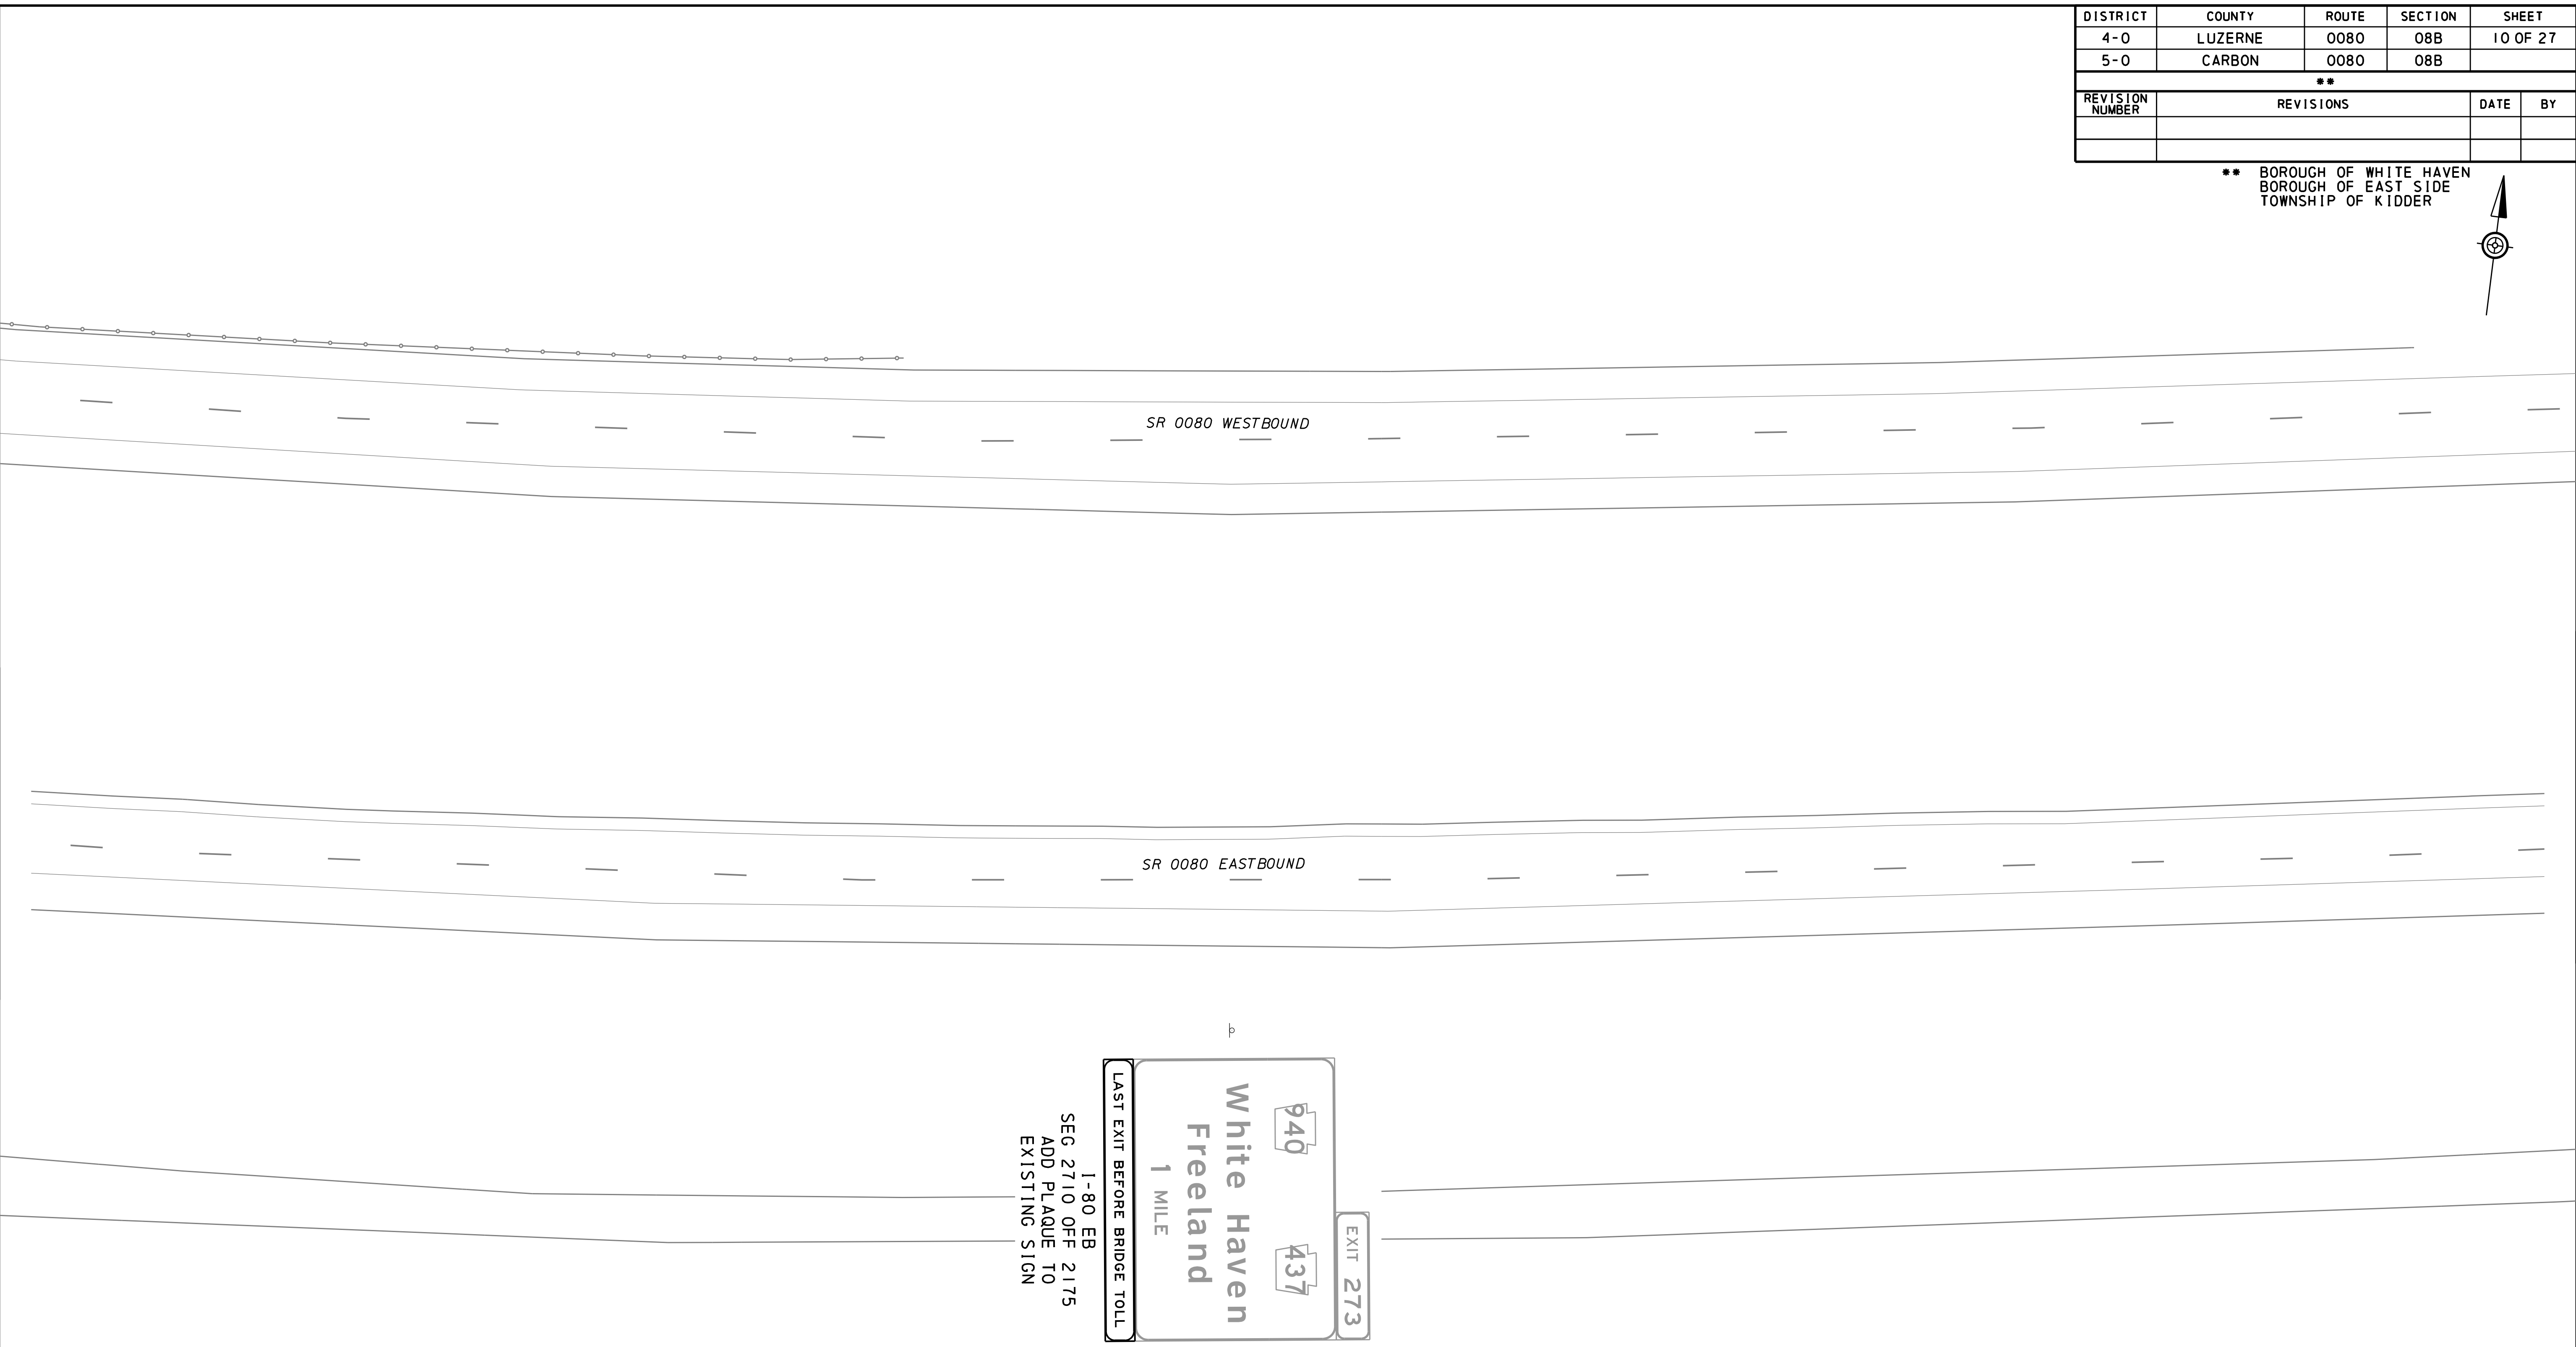 DISTRICT COUNTY ROUTE SECTION SHEET
4-0 LUZERNE 0080 08B 10 OF 27
5-0 CARBON 0080 08B
**
REVISION NUMBER REVISIONS DATE BY
** BOROUGH OF WHITE HAVEN
BOROUGH OF EAST SIDE
TOWNSHIP OF KIDDER
SR 0080 WESTBOUND
SR 0080 EASTBOUND
EXIT 273
940 437
White Haven
Freeland
1 MILE
LAST EXIT BEFORE BRIDGE TOLL
I-80 EB
SEG 2710 OFF 2175
ADD PLAQUE TO
EXISTING SIGN